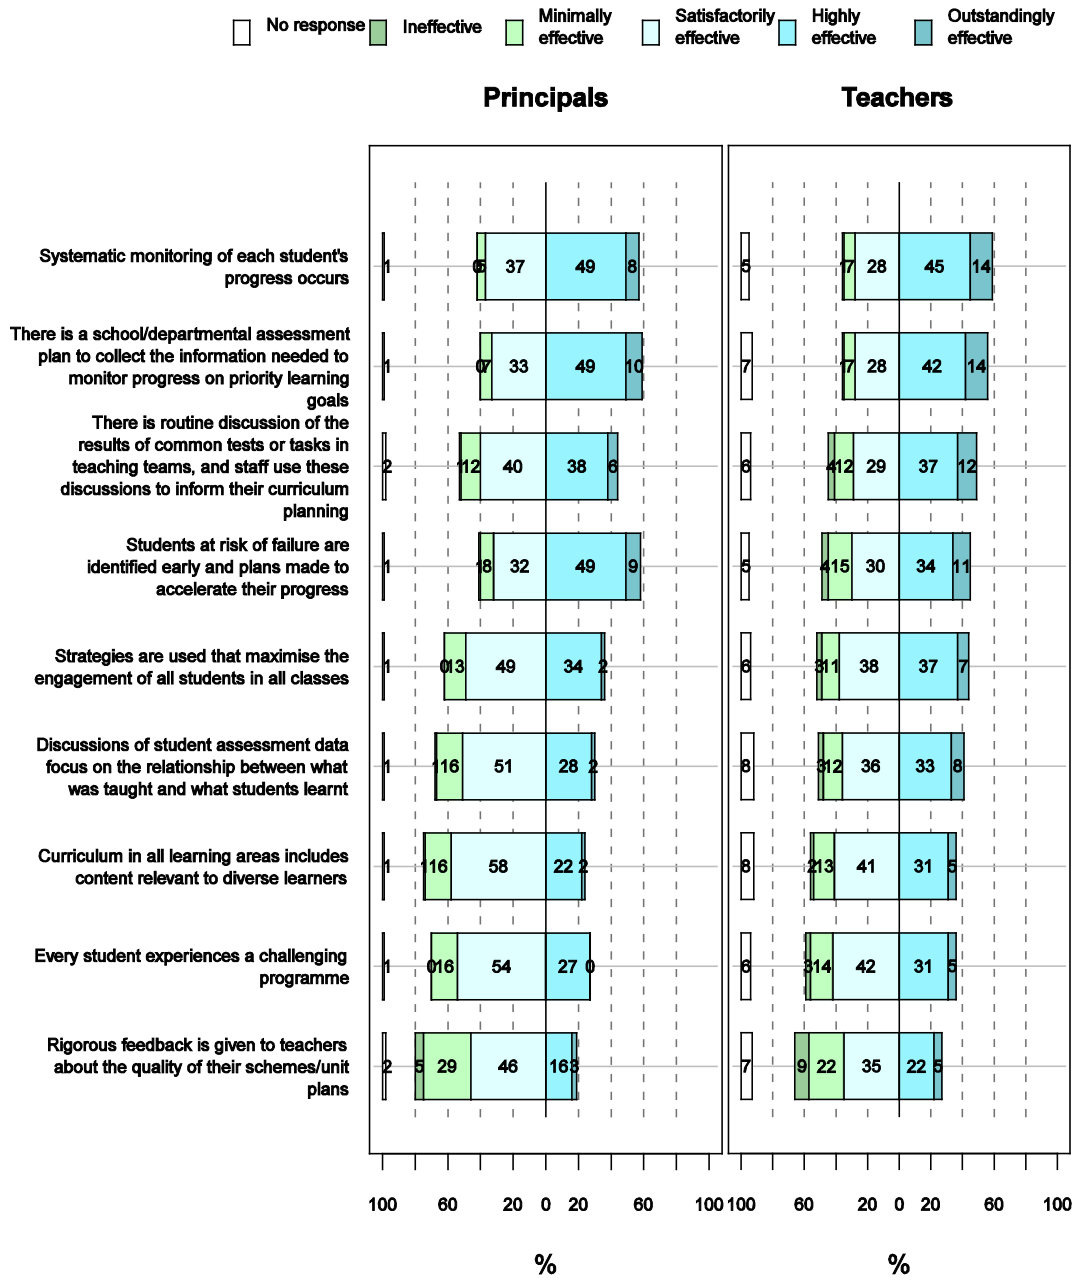 No response
Ineffective
Minimally
effective
Satisfactorily
effective
Highly
effective
Outstandingly
effective
Principals
Teachers
Systematic monitoring of each student's
progress occurs
1 0 5 37 49 8
5 1 7 28 45 14
There is a school/departmental assessment
plan to collect the information needed to
monitor progress on priority learning
goals
1 0 7 33 49 10
7 1 7 28 42 14
There is routine discussion of the
results of common tests or tasks in
teaching teams, and staff use these
discussions to inform their curriculum
planning
2 1 12 40 38 6
6 4 12 29 37 12
Students at risk of failure are
identified early and plans made to
accelerate their progress
1 1 8 32 49 9
5 4 15 30 34 11
Strategies are used that maximise the
engagement of all students in all classes
1 0 13 49 34 2
6 3 11 38 37 7
Discussions of student assessment data
focus on the relationship between what
was taught and what students learnt
1 1 16 51 28 2
8 3 12 36 33 8
Curriculum in all learning areas includes
content relevant to diverse learners
1 1 16 58 22 2
8 2 13 41 31 5
Every student experiences a challenging
programme
1 0 16 54 27 0
6 3 14 42 31 5
Rigorous feedback is given to teachers
about the quality of their schemes/unit
plans
2 5 29 46 16 3
7 9 22 35 22 5
100 60 20 0 20 60 100
100 60 20 0 20 60 100
%
%